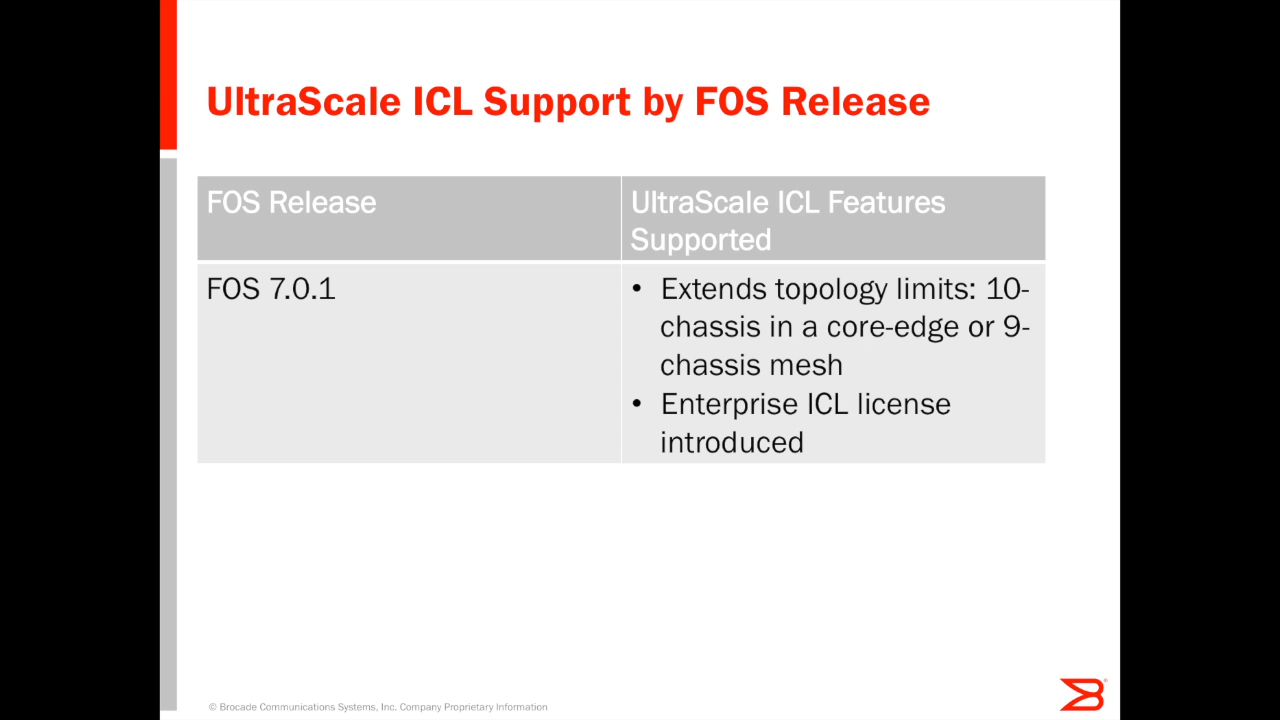 UltraScale ICL Support by FOS Release
FOS Release
UltraScale ICL Features
Supported
FOS 7.0.1
• Extends topology limits: 10-
chassis in a core-edge or 9-
chassis mesh
• Enterprise ICL license
introduced
© Brocade Communications Systems, Inc. Company Proprietary Information